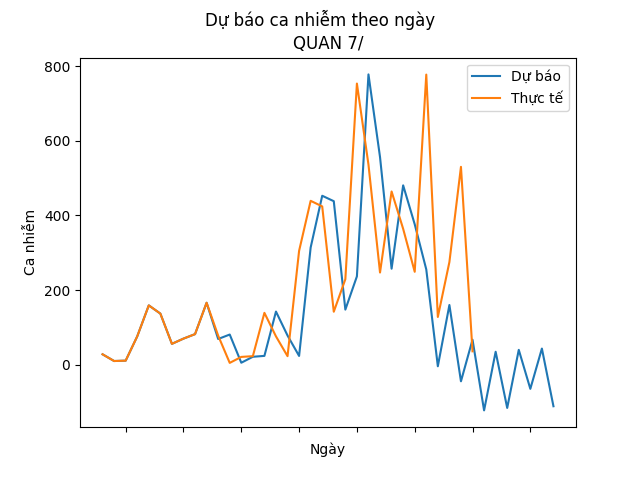 Dự báo ca nhiễm theo ngày
QUAN 7/
800
600
400
200
0
Ca nhiễm
Dự báo
Thực tế
Ngày